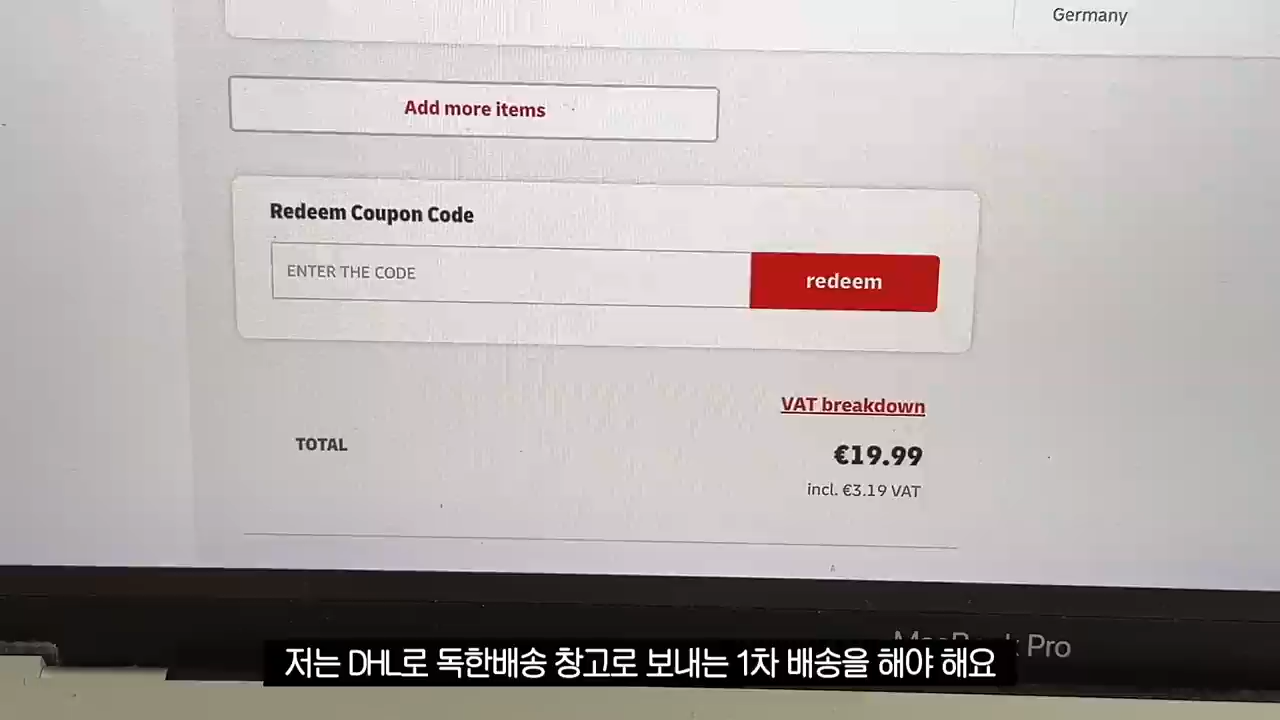 Germany
Add more items
Redeem Coupon Code
ENTER THE CODE
redeem
VAT breakdown
TOTAL
€19.99
incl. €3.19 VAT
MacBook Pro
저는 DHL로 독한배송 창고로 보내는 1차 배송을 해야 해요